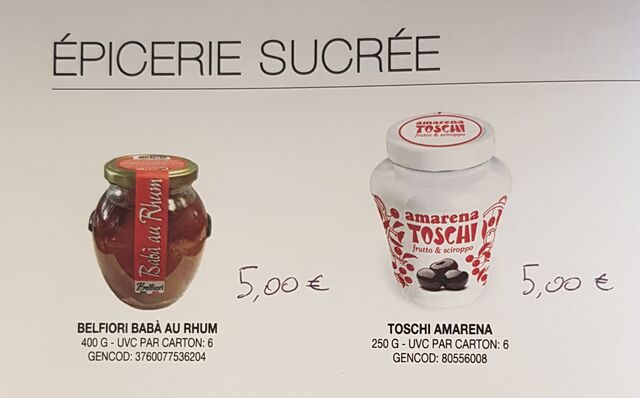 ÉPICERIE SUCRÉE
Babà au Rhum
Belfiori
5,00 €
BELFIORI BABÀ AU RHUM
400 G - UVC PAR CARTON: 6
GENCOD: 3760077536204
amarena
TOSCHI
frutto & sciroppo
amarena
TOSCHI
frutto & sciroppo
5,00 €
TOSCHI AMARENA
250 G - UVC PAR CARTON: 6
GENCOD: 80556008